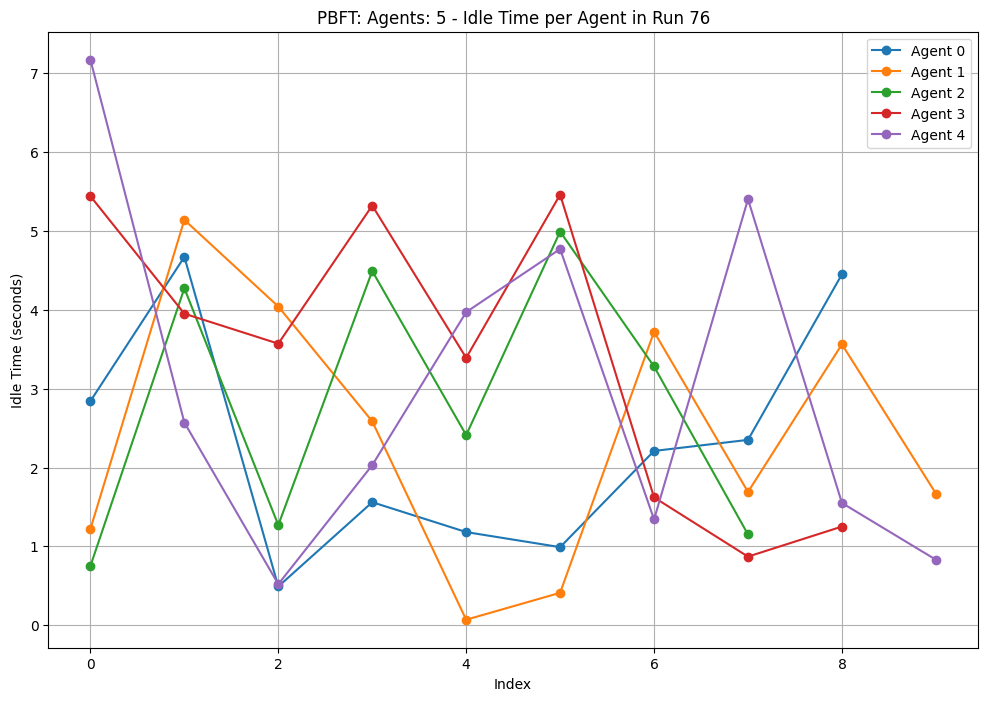 PBFT: Agents: 5 - Idle Time per Agent in Run 76
Agent 0
Agent 1
Agent 2
Agent 3
Agent 4
Idle Time (seconds)
7
6
5
4
3
2
1
0
0 2 4 6 8
Index